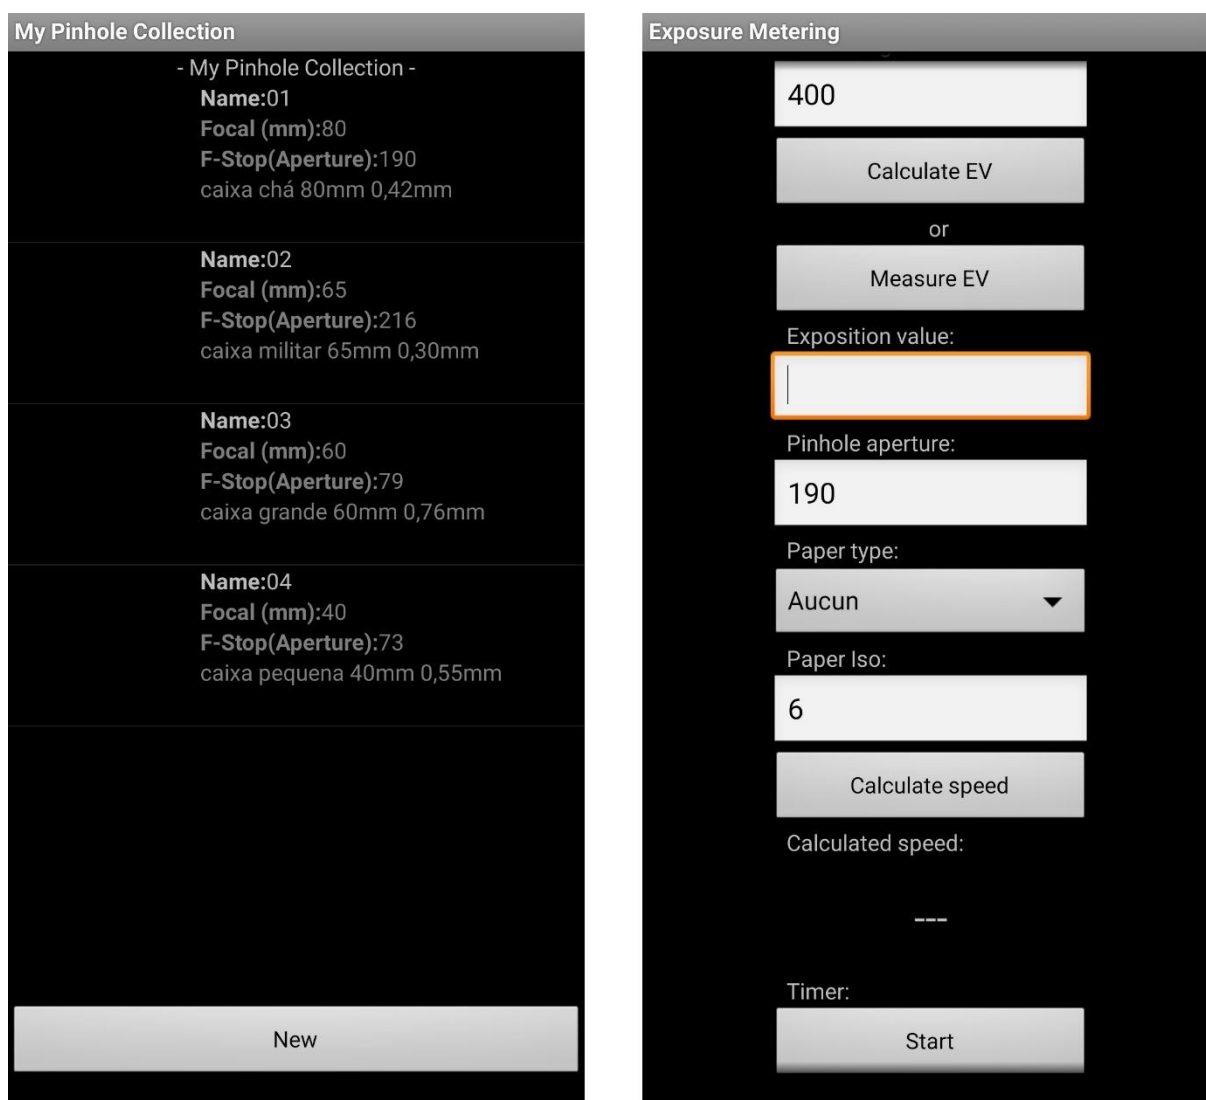 My Pinhole Collection
- My Pinhole Collection -
Name:01
Focal (mm):80
F-Stop(Aperture):190
caixa chá 80mm 0,42mm
Name:02
Focal (mm):65
F-Stop(Aperture):216
caixa militar 65mm 0,30mm
Name:03
Focal (mm):60
F-Stop(Aperture):79
caixa grande 60mm 0,76mm
Name:04
Focal (mm):40
F-Stop(Aperture):73
caixa pequena 40mm 0,55mm
New
Exposure Metering
400
Calculate EV
or
Measure EV
Exposition value:
Pinhole aperture:
190
Paper type:
Aucun
Paper Iso:
6
Calculate speed
Calculated speed:
---
Timer:
Start